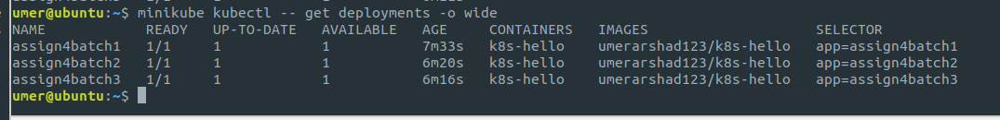 umer@ubuntu:~$ minikube kubectl -- get deployments -o wide
NAME READY UP-TO-DATE AVAILABLE AGE CONTAINERS IMAGES SELECTOR
assign4batch1 1/1 1 1 7m33s k8s-hello umerarshad123/k8s-hello app=assign4batch1
assign4batch2 1/1 1 1 6m20s k8s-hello umerarshad123/k8s-hello app=assign4batch2
assign4batch3 1/1 1 1 6m16s k8s-hello umerarshad123/k8s-hello app=assign4batch3
umer@ubuntu:~$